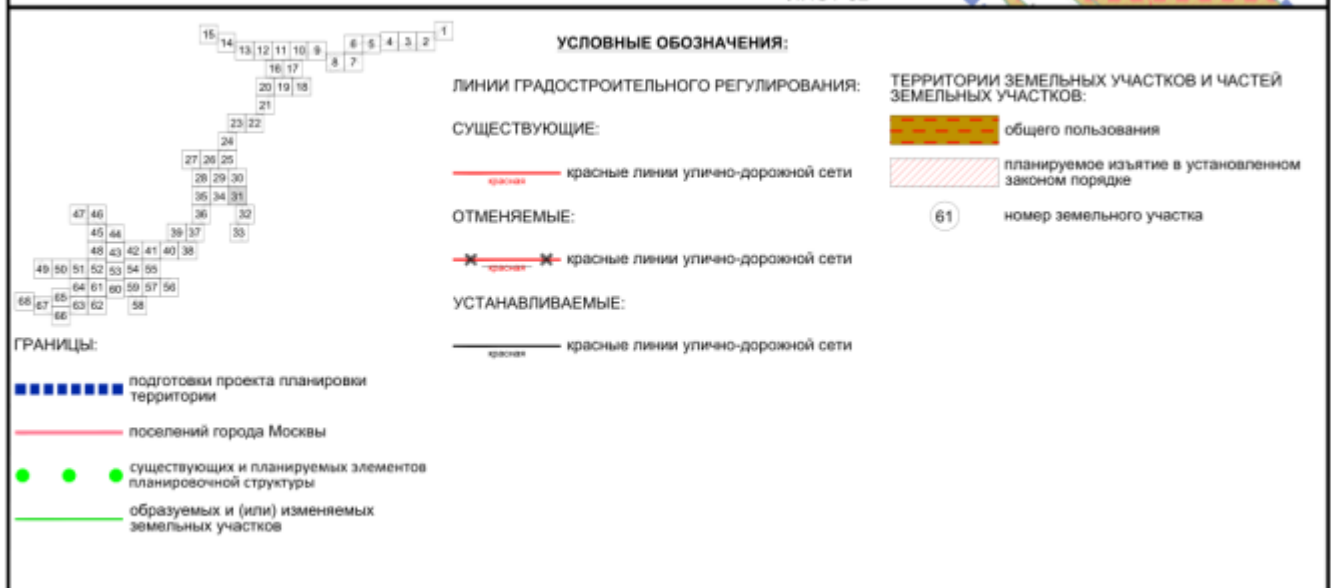 15 14 13 12 11 10 9 8 7 6 5 4 3 2 1
16 17
20 19 18
21
23 22
24
27 26 25
28 29 30
35 34 31
47 46 36 32
45 44 39 37 33
48 43 42 41 40 38
49 50 51 52 53 54 55
64 61 60 59 57 56
68 67 65 63 62 58
66
ГРАНИЦЫ:
подготовки проекта планировки
территории
поселений города Москвы
существующих и планируемых элементов
планировочной структуры
образуемых и (или) изменяемых
земельных участков
УСЛОВНЫЕ ОБОЗНАЧЕНИЯ:
ЛИНИИ ГРАДОСТРОИТЕЛЬНОГО РЕГУЛИРОВАНИЯ:
СУЩЕСТВУЮЩИЕ:
красная красные линии улично-дорожной сети
ОТМЕНЯЕМЫЕ:
красная красные линии улично-дорожной сети
УСТАНАВЛИВАЕМЫЕ:
красная красные линии улично-дорожной сети
ТЕРРИТОРИИ ЗЕМЕЛЬНЫХ УЧАСТКОВ И ЧАСТЕЙ
ЗЕМЕЛЬНЫХ УЧАСТКОВ:
общего пользования
планируемое изъятие в установленном
законом порядке
61 номер земельного участка